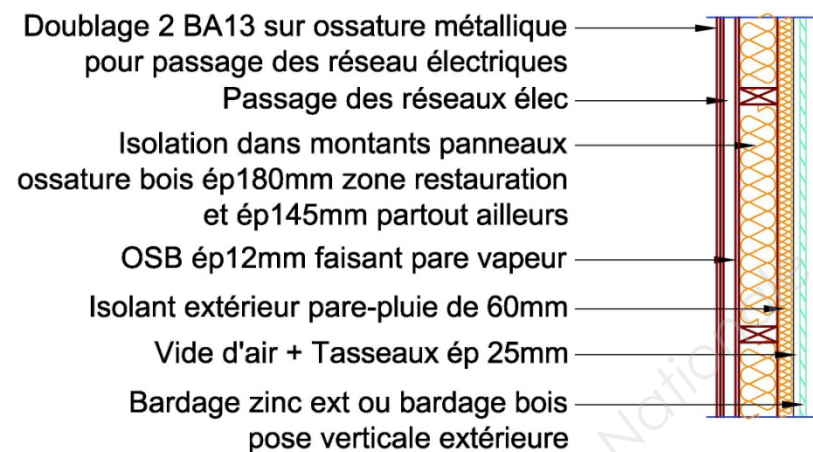 Doublage 2 BA13 sur ossature métallique
pour passage des réseau électriques
Passage des réseaux élec
Isolation dans montants panneaux
ossature bois ép180mm zone restauration
et ép145mm partout ailleurs
OSB ép12mm faisant pare vapeur
Isolant extérieur pare-pluie de 60mm
Vide d'air + Tasseaux ép 25mm
Bardage zinc ext ou bardage bois
pose verticale extérieure